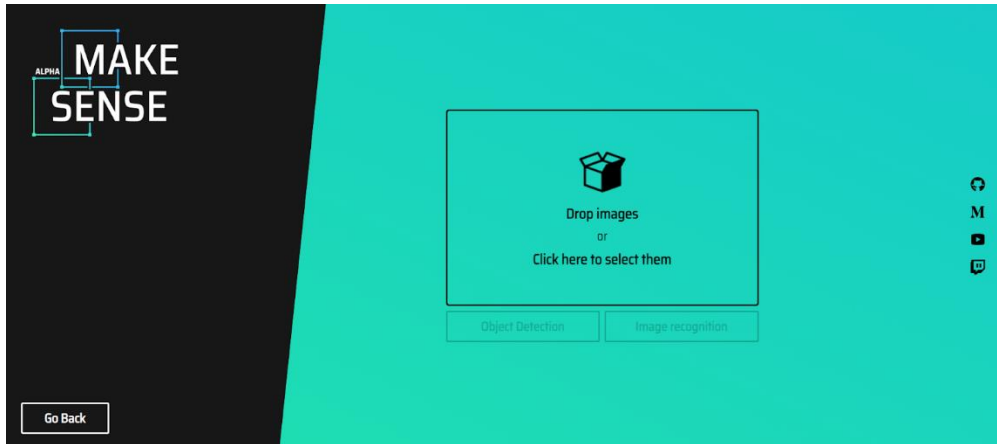 ALPHA
MAKE
SENSE
Drop images
or
Click here to select them
Object Detection
Image recognition
Go Back